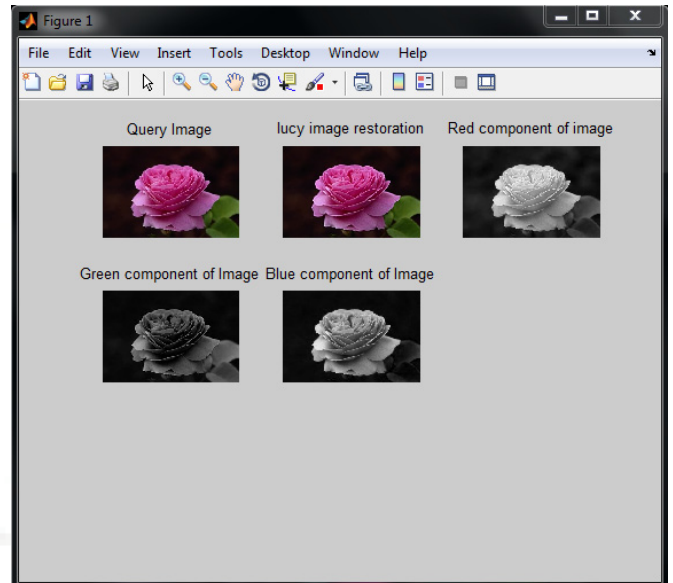 Figure 1
File Edit View Insert Tools Desktop Window Help
Query Image lucy image restoration Red component of image
Green component of Image Blue component of Image